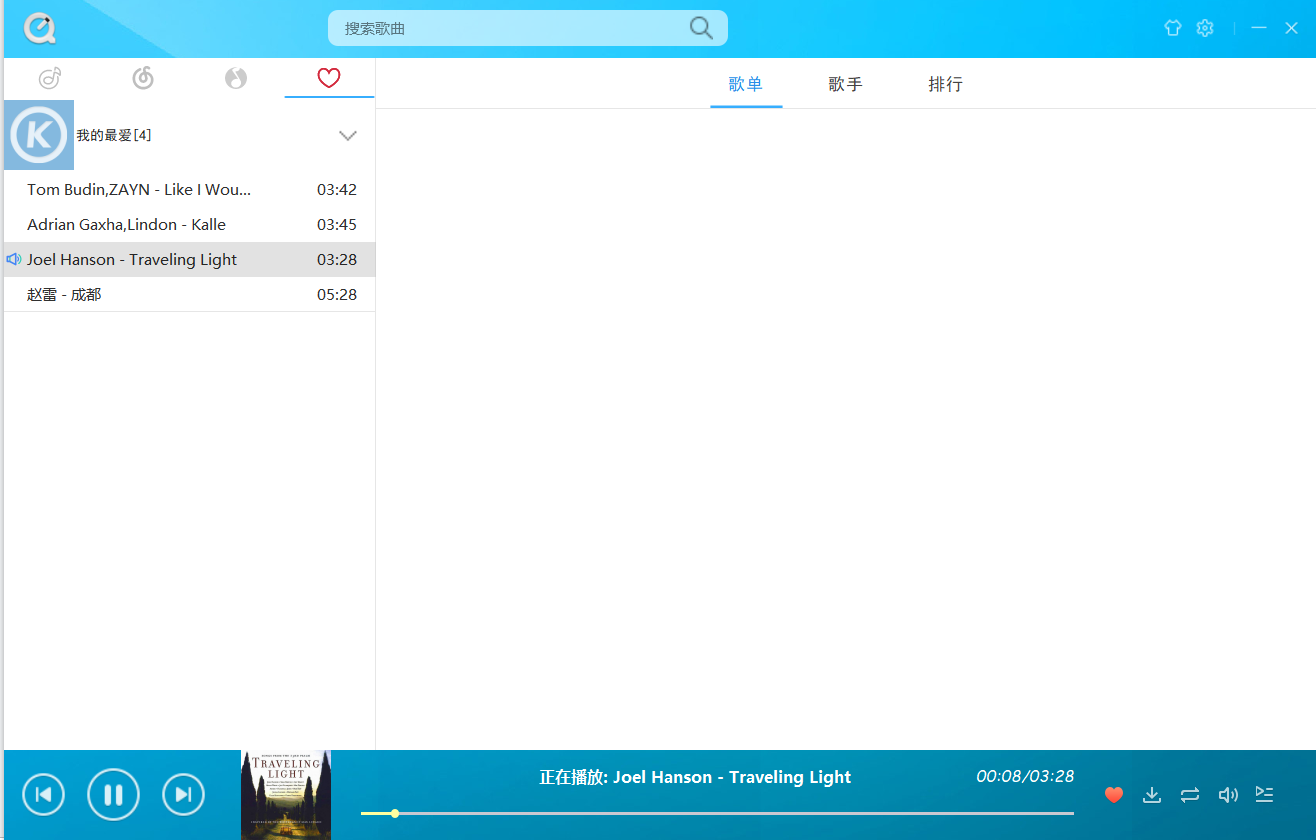 搜索歌曲
歌单 歌手 排行
K 我的最爱[4]
Tom Budin,ZAYN - Like I Wou... 03:42
Adrian Gaxha,Lindon - Kalle 03:45
Joel Hanson - Traveling Light 03:28
赵雷 - 成都 05:28
TRAVELING
LIGHT
正在播放: Joel Hanson - Traveling Light 00:08/03:28